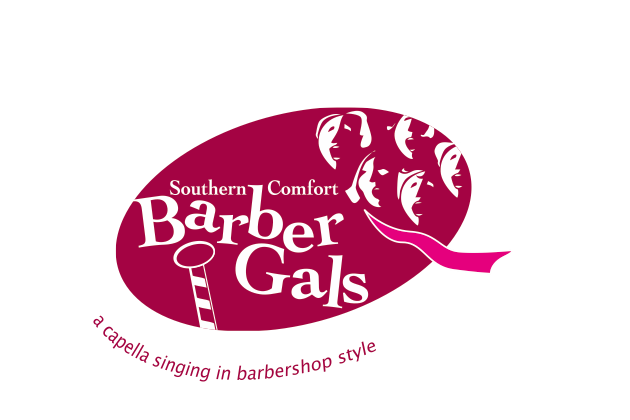 Southern Comfort
Barber
Gals
a capella singing in barbershop style